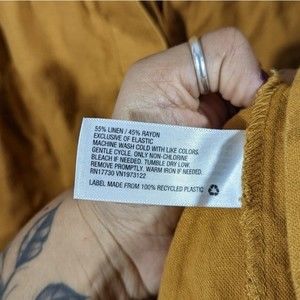 55% LINEN / 45% RAYON
EXCLUSIVE OF ELASTIC
MACHINE WASH COLD WITH LIKE COLORS.
GENTLE CYCLE. ONLY NON-CHLORINE
BLEACH IF NEEDED. TUMBLE DRY LOW.
REMOVE PROMPTLY. WARM IRON IF NEEDED.
RN17730 VN1973122
LABEL MADE FROM 100% RECYCLED PLASTIC